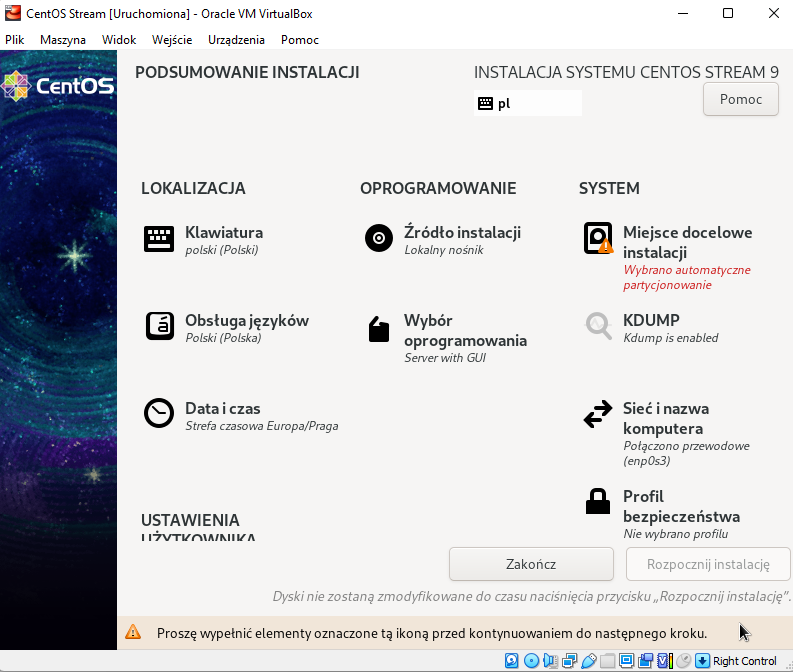 CentOS Stream [Uruchomiona] - Oracle VM VirtualBox
Plik Maszyna Widok Wejście Urządzenia Pomoc
CentOS
PODSUMOWANIE INSTALACJI
INSTALACJA SYSTEMU CENTOS STREAM 9
pl
Pomoc
LOKALIZACJA
Klawiatura
polski (Polski)
Obsługa języków
Polski (Polska)
Data i czas
Strefa czasowa Europa/Praga
USTAWIENIA
UŻYTKOWNIKA
OPROGRAMOWANIE
Źródło instalacji
Lokalny nośnik
Wybór
oprogramowania
Server with GUI
SYSTEM
Miejsce docelowe
instalacji
Wybrano automatyczne
partycjonowanie
KDUMP
Kdump is enabled
Sieć i nazwa
komputera
Połączono przewodowe
(enp0s3)
Profil
bezpieczeństwa
Nie wybrano profilu
Zakończ
Rozpocznij instalację
Dyski nie zostaną zmodyfikowane do czasu naciśnięcia przycisku „Rozpocznij instalację”.
Proszę wypełnić elementy oznaczone tą ikoną przed kontynuowaniem do następnego kroku.
Right Control